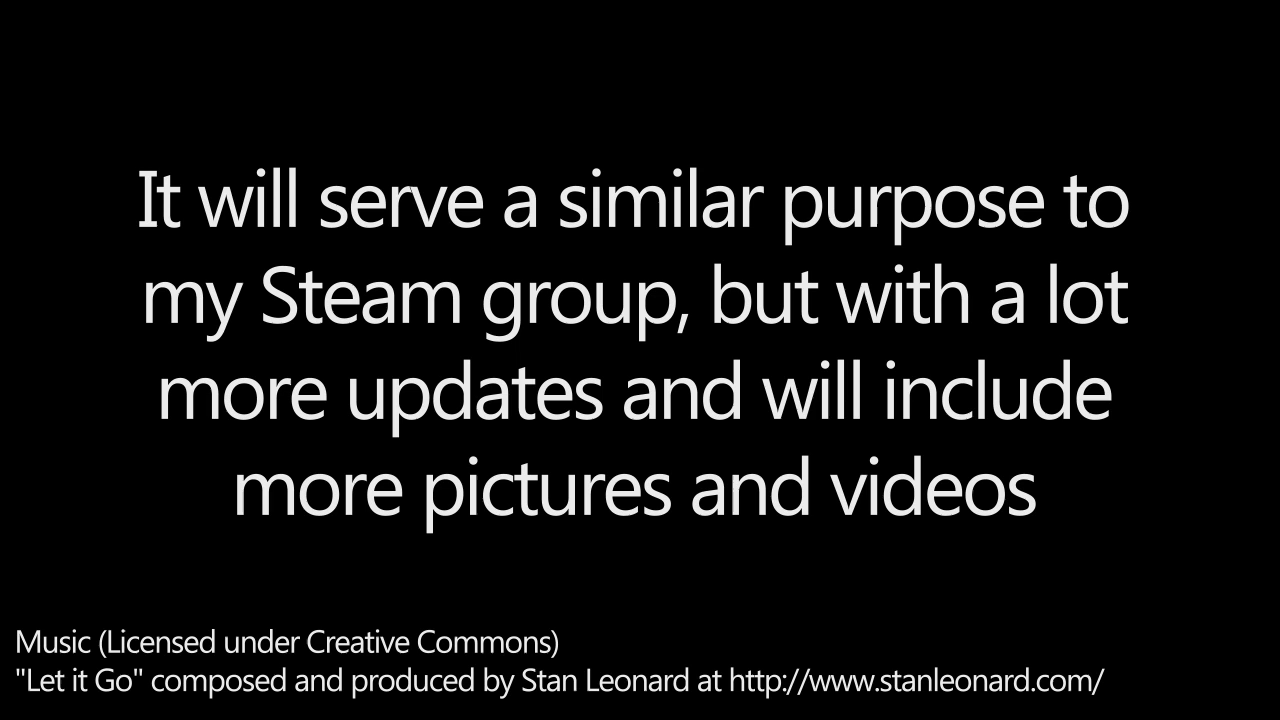 It will serve a similar purpose to
my Steam group, but with a lot
more updates and will include
more pictures and videos
Music (Licensed under Creative Commons)
"Let it Go" composed and produced by Stan Leonard at http://www.stanleonard.com/